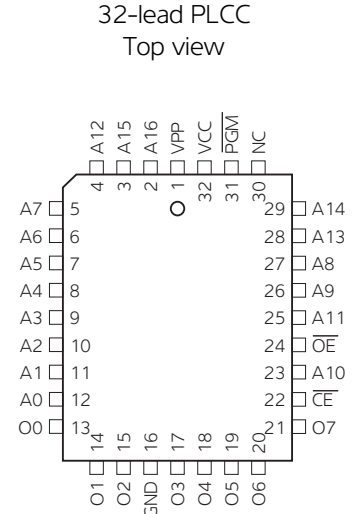 32-lead PLCC
Top view
A12 A15 A16 VPP VCC P̅G̅M̅ NC
4 3 2 1 32 31 30
A7 5 29 A14
A6 6 28 A13
A5 7 27 A8
A4 8 26 A9
A3 9 25 A11
A2 10 24 O̅E̅
A1 11 23 A10
A0 12 22 C̅E̅
O0 13 21 O7
14 15 16 17 18 19 20
O1 O2 GND O3 O4 O5 O6